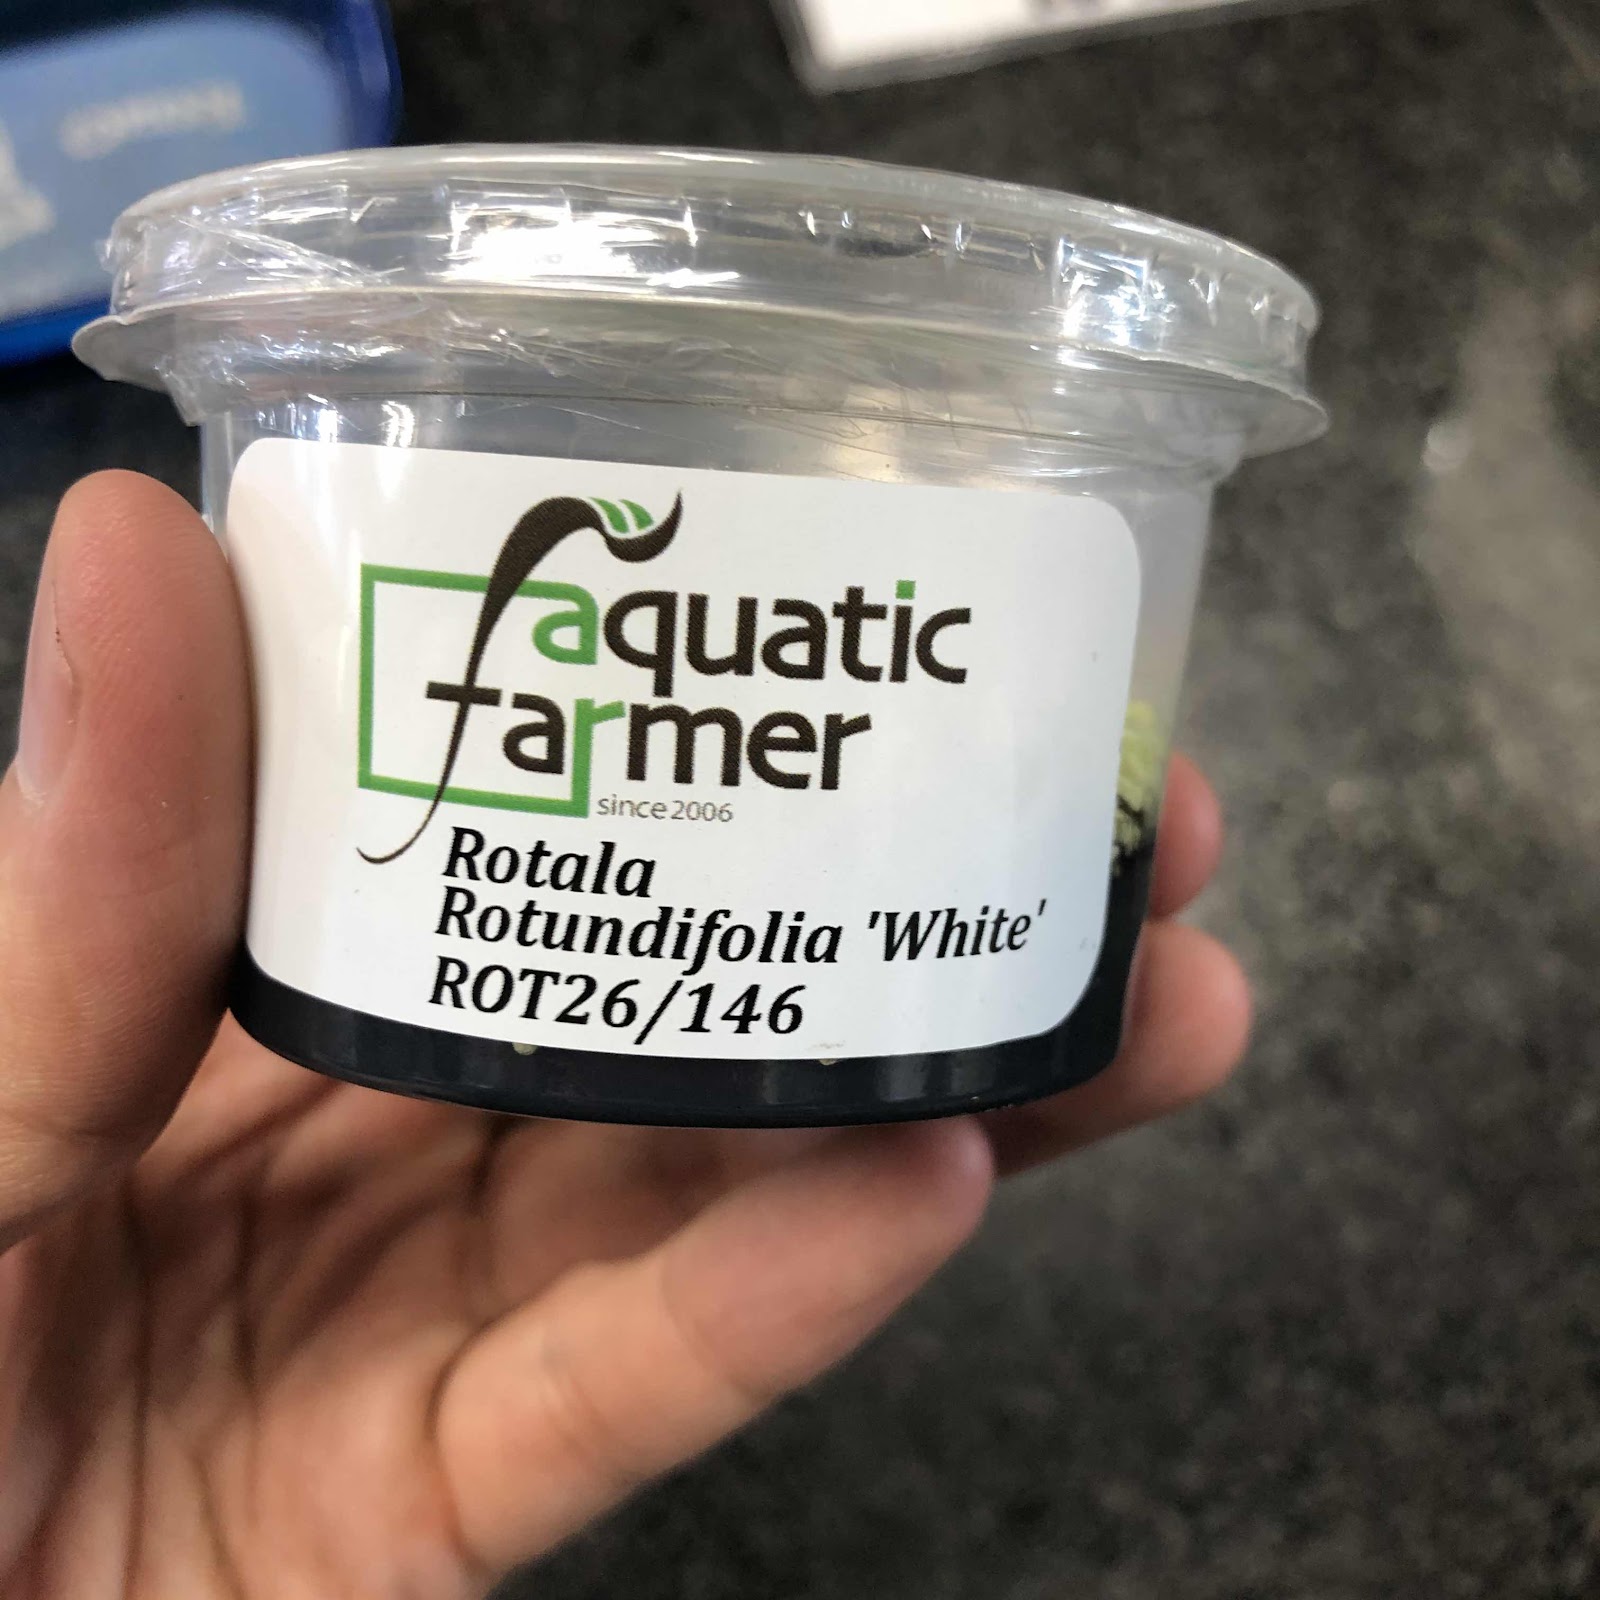 aquatic
farmer
since 2006
Rotala
Rotundifolia 'White'
ROT26/146